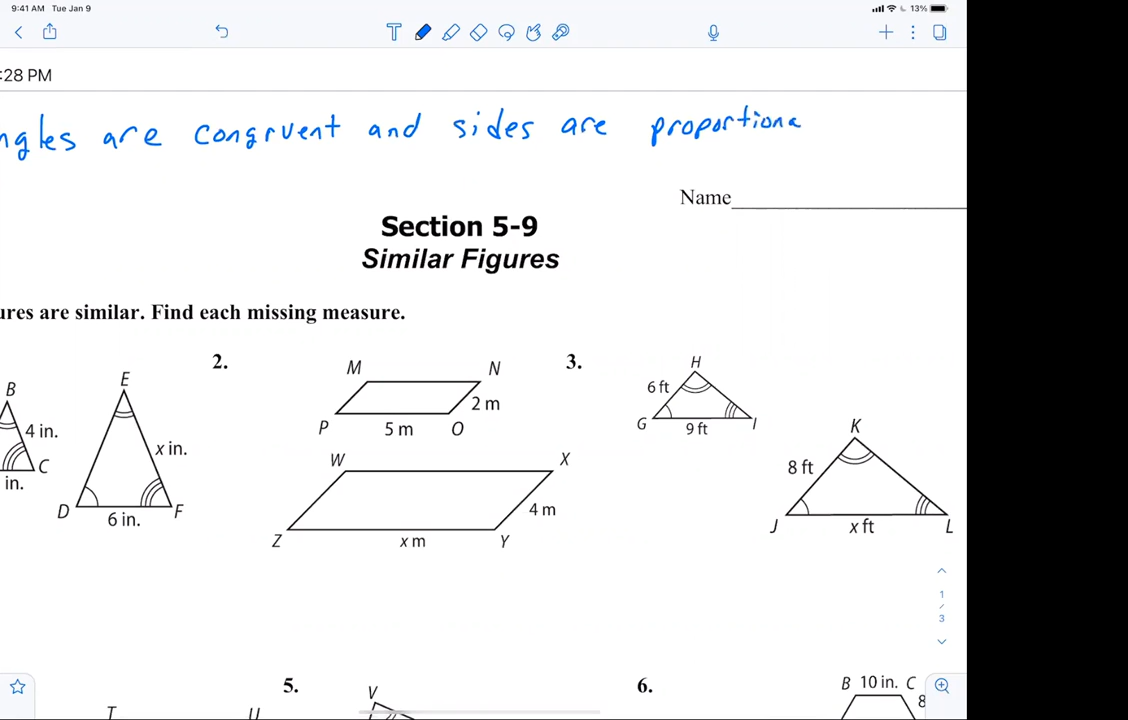 9:41 AM Tue Jan 9
13%
:28 PM
ngles are congruent and sides are proportiona
Name
Section 5-9
Similar Figures
ures are similar. Find each missing measure.
B
4 in.
C
in.
E
x in.
D
6 in.
F
2.
M
N
2 m
P
5 m
O
W
X
4 m
Z
x m
Y
3.
H
6 ft
G
9 ft
I
K
8 ft
J
x ft
L
1
/
3
T
U
5.
V
6.
B 10 in. C
8